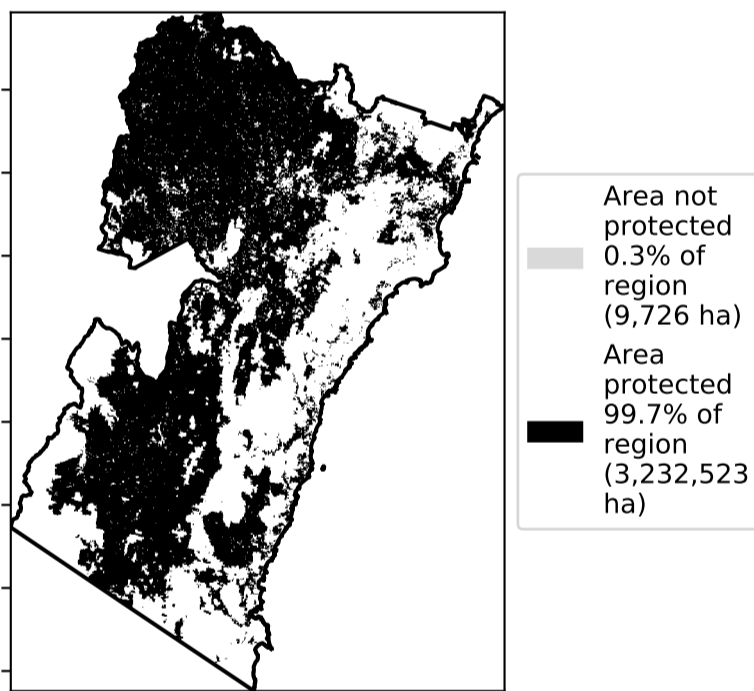 Area not
protected
0.3% of
region
(9,726 ha)
Area
protected
99.7% of
region
(3,232,523
ha)